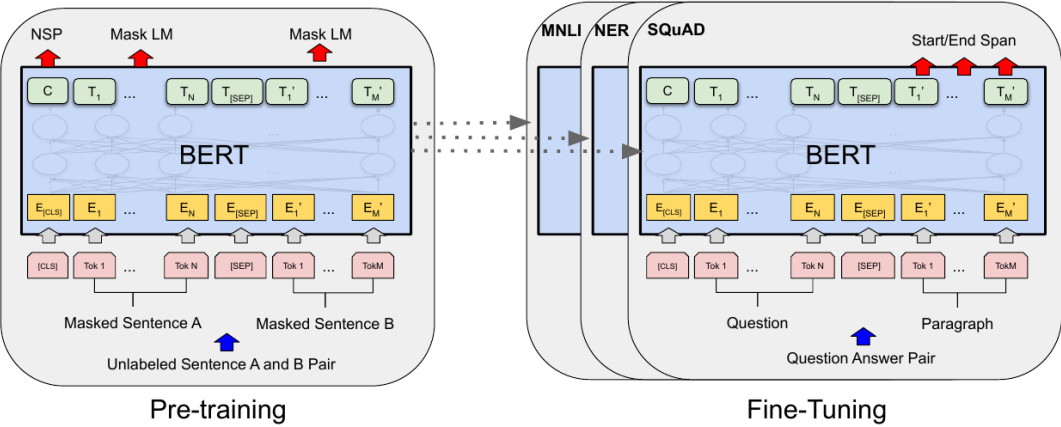 NSP Mask LM Mask LM
C T1 ... TN T[SEP] T1' ... TM'
...
BERT
...
E[CLS] E1 ... EN E[SEP] E1' ... EM'
[CLS] Tok 1 ... Tok N [SEP] Tok 1 ... TokM
Masked Sentence A Masked Sentence B
Unlabeled Sentence A and B Pair
Pre-training
MNLI NER SQuAD
Start/End Span
C T1 ... TN T[SEP] T1' ... TM'
...
BERT
...
E[CLS] E1 ... EN E[SEP] E1' ... EM'
[CLS] Tok 1 ... Tok N [SEP] Tok 1 ... TokM
Question Paragraph
Question Answer Pair
Fine-Tuning